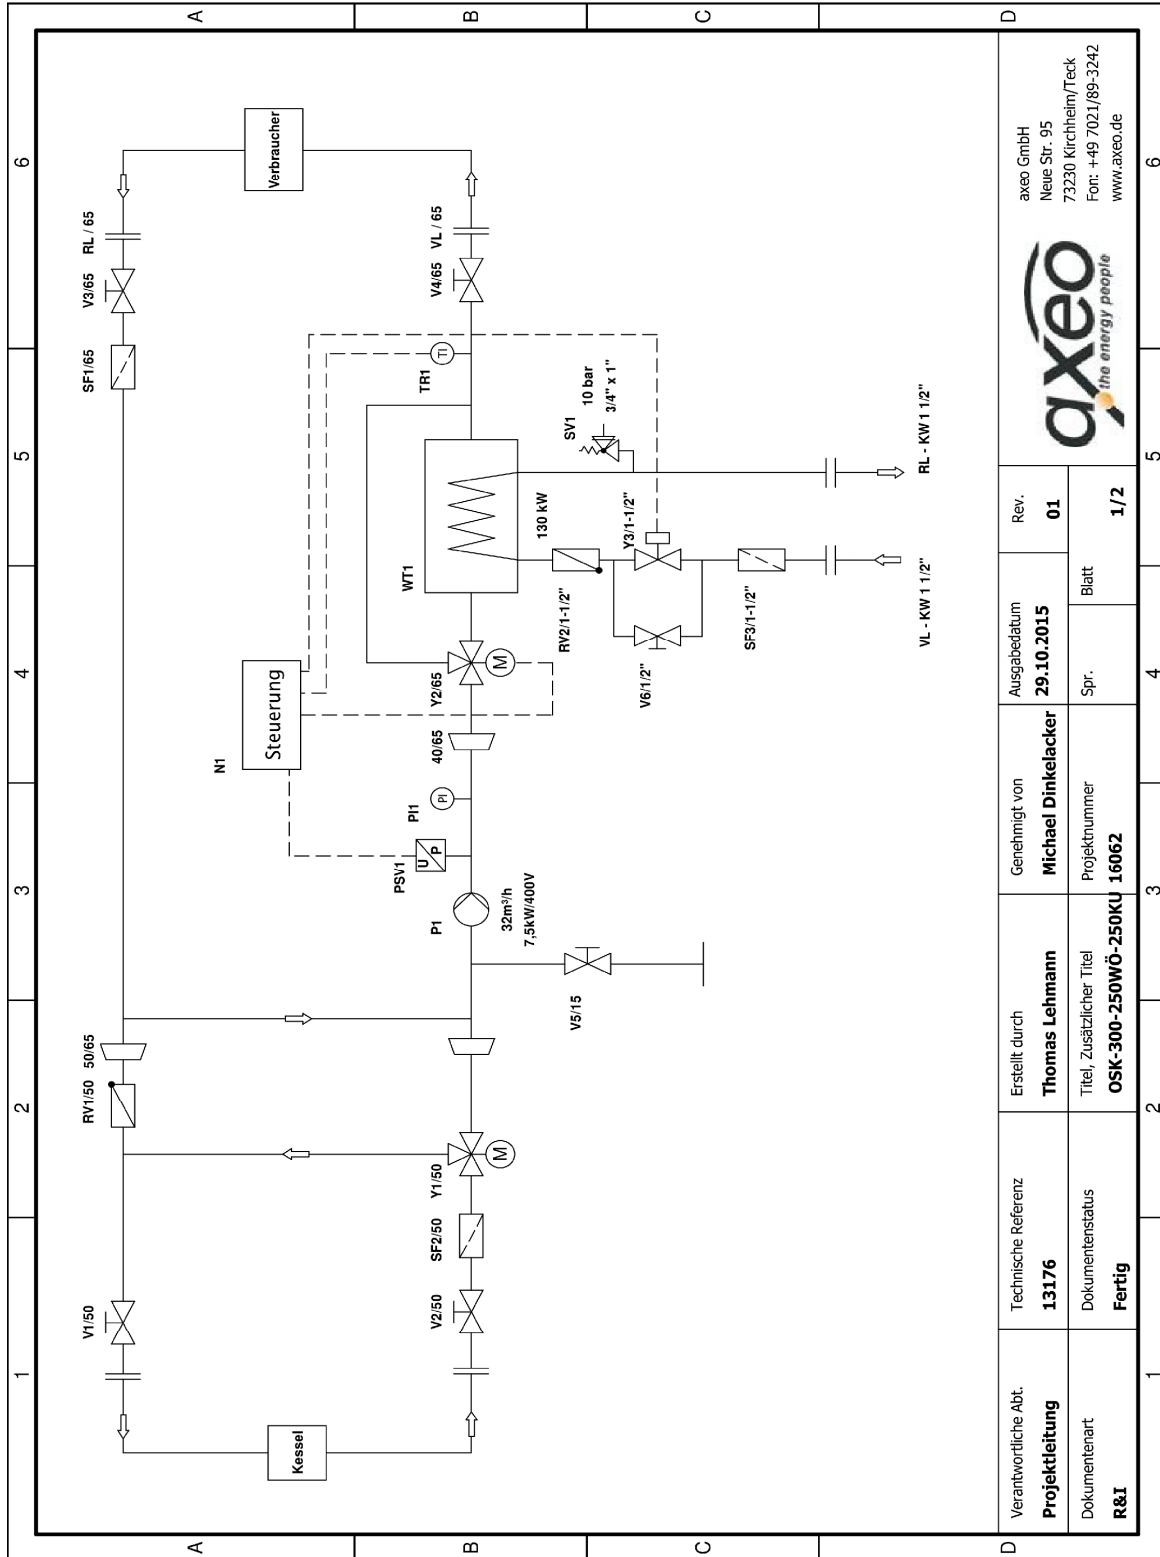 1
2
3
4
5
6
A
B
C
D
V1/50
RV1/50
50/65
SF1/65
V3/65
RL / 65
Verbraucher
N1
Steuerung
Kessel
V2/50
SF2/50
Y1/50
P1
32m³/h
7,5kW/400V
PSV1
U
P
PI1
PI
40/65
Y2/65
M
M
WT1
130 kW
TR1
TI
V4/65
VL / 65
V5/15
RV2/1-1/2"
V6/1/2"
Y3/1-1/2"
SF3/1-1/2"
SV1
10 bar
3/4" x 1"
VL - KW 1 1/2"
RL - KW 1 1/2"
Verantwortliche Abt.
Projektleitung
Technische Referenz
13176
Erstellt durch
Thomas Lehmann
Genehmigt von
Michael Dinkelacker
Ausgabedatum
29.10.2015
Rev.
01
Dokumentenart
R&I
Dokumentenstatus
Fertig
Titel, Zusätzlicher Titel
OSK-300-250WÖ-250KU
Projektnummer
16062
Spr.
Blatt
1/2
axeo
the energy people
axeo GmbH
Neue Str. 95
73230 Kirchheim/Teck
Fon: +49 7021/89-3242
www.axeo.de
A
B
C
D
1
2
3
4
5
6